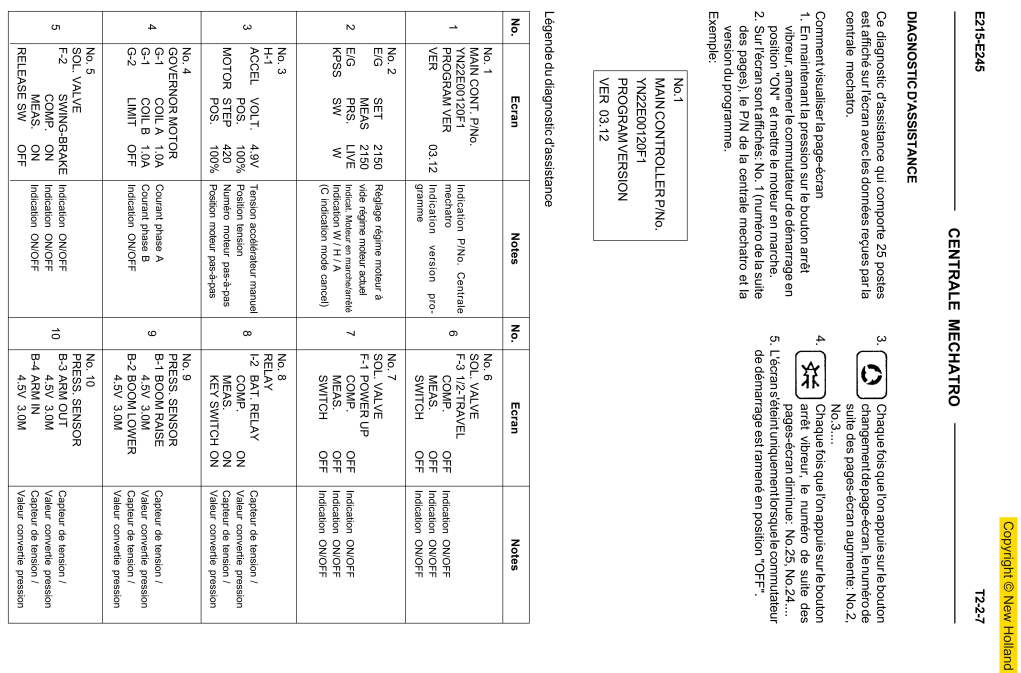 Copyright © New Holland
E215-E245
CENTRALE MECHATRO
T2-2-7
DIAGNOSTIC D'ASSISTANCE
Ce diagnostic d'assistance qui comporte 25 postes
est affiché sur l'écran avec les données reçues par la
centrale mechatro.
Comment visualiser la page-écran
1. En maintenant la pression sur le bouton arrêt
vibreur, amener le commutateur de démarrage en
position "ON" et mettre le moteur en marche.
2. Sur l'écran sont affichés: No. 1 (numéro de la suite
des pages), le P/N de la centrale mechatro et la
version du programme.
Exemple:
No.1
MAIN CONTROLLER P/No.
YN22E00120F1
PROGRAM VERSION
VER 03.12
3.
Chaque fois que l'on appuie sur le bouton
changement de page-écran, le numéro de
suite des pages-écran augmente: No.2,
No.3....
4.
Chaque fois que l'on appuie sur le bouton
arrêt vibreur, le numéro de suite des
pages-écran diminue: No.25, No.24....
5. L'écran s'éteint uniquement lorsque le commutateur
de démarrage est ramené en position "OFF".
Légende du diagnostic d'assistance
No. Ecran Notes No. Ecran Notes
1
No. 1
MAIN CONT. P/No.
YN22E00120F1
PROGRAM VER
VER 03.12
Indication P/No. Centrale
mechatro
Indication version pro-
gramme
6
No. 6
SOL. VALVE
F-3 1/2-TRAVEL
COMP. OFF
MEAS. OFF
SWITCH OFF
Indication ON/OFF
Indication ON/OFF
Indication ON/OFF
2
No. 2
E/G SET 2150
MEAS 2150
E/G PRS. LIVE
KPSS SW W
Réglage régime moteur à
vide régime moteur actuel
Indicat. Moteur en marche/arrêté
Indication W / H / A
(C indication mode cancel)
7
No. 7
SOL. VALVE
F-1 POWER UP
COMP. OFF
MEAS. OFF
SWITCH OFF
Indication ON/OFF
Indication ON/OFF
Indication ON/OFF
3
No. 3
H-1
ACCEL VOLT. 4.9V
POS. 100%
MOTOR STEP 420
POS. 100%
Tension accélérateur manuel
Position tension
Numéro moteur pas-à-pas
Position moteur pas-à-pas
8
No. 8
RELAY
I-2 BAT. RELAY
COMP. ON
MEAS. ON
KEY SWITCH ON
Capteur de tension /
Valeur convertie pression
Capteur de tension /
Valeur convertie pression
4
No. 4
GOVERNOR MOTOR
G-1 COIL A 1.0A
G-1 COIL B 1.0A
G-2 LIMIT OFF
Courant phase A
Courant phase B
Indication ON/OFF
9
No. 9
PRESS. SENSOR
B-1 BOOM RAISE
4.5V 3.0M
B-2 BOOM LOWER
4.5V 3.0M
Capteur de tension /
Valeur convertie pression
Capteur de tension /
Valeur convertie pression
5
No. 5
SOL. VALVE
F-2 SWING-BRAKE
COMP. ON
MEAS. ON
RELEASE SW OFF
Indication ON/OFF
Indication ON/OFF
Indication ON/OFF
10
No. 10
PRESS. SENSOR
B-3 ARM OUT
4.5V 3.0M
B-4 ARM IN
4.5V 3.0M
Capteur de tension /
Valeur convertie pression
Capteur de tension /
Valeur convertie pression